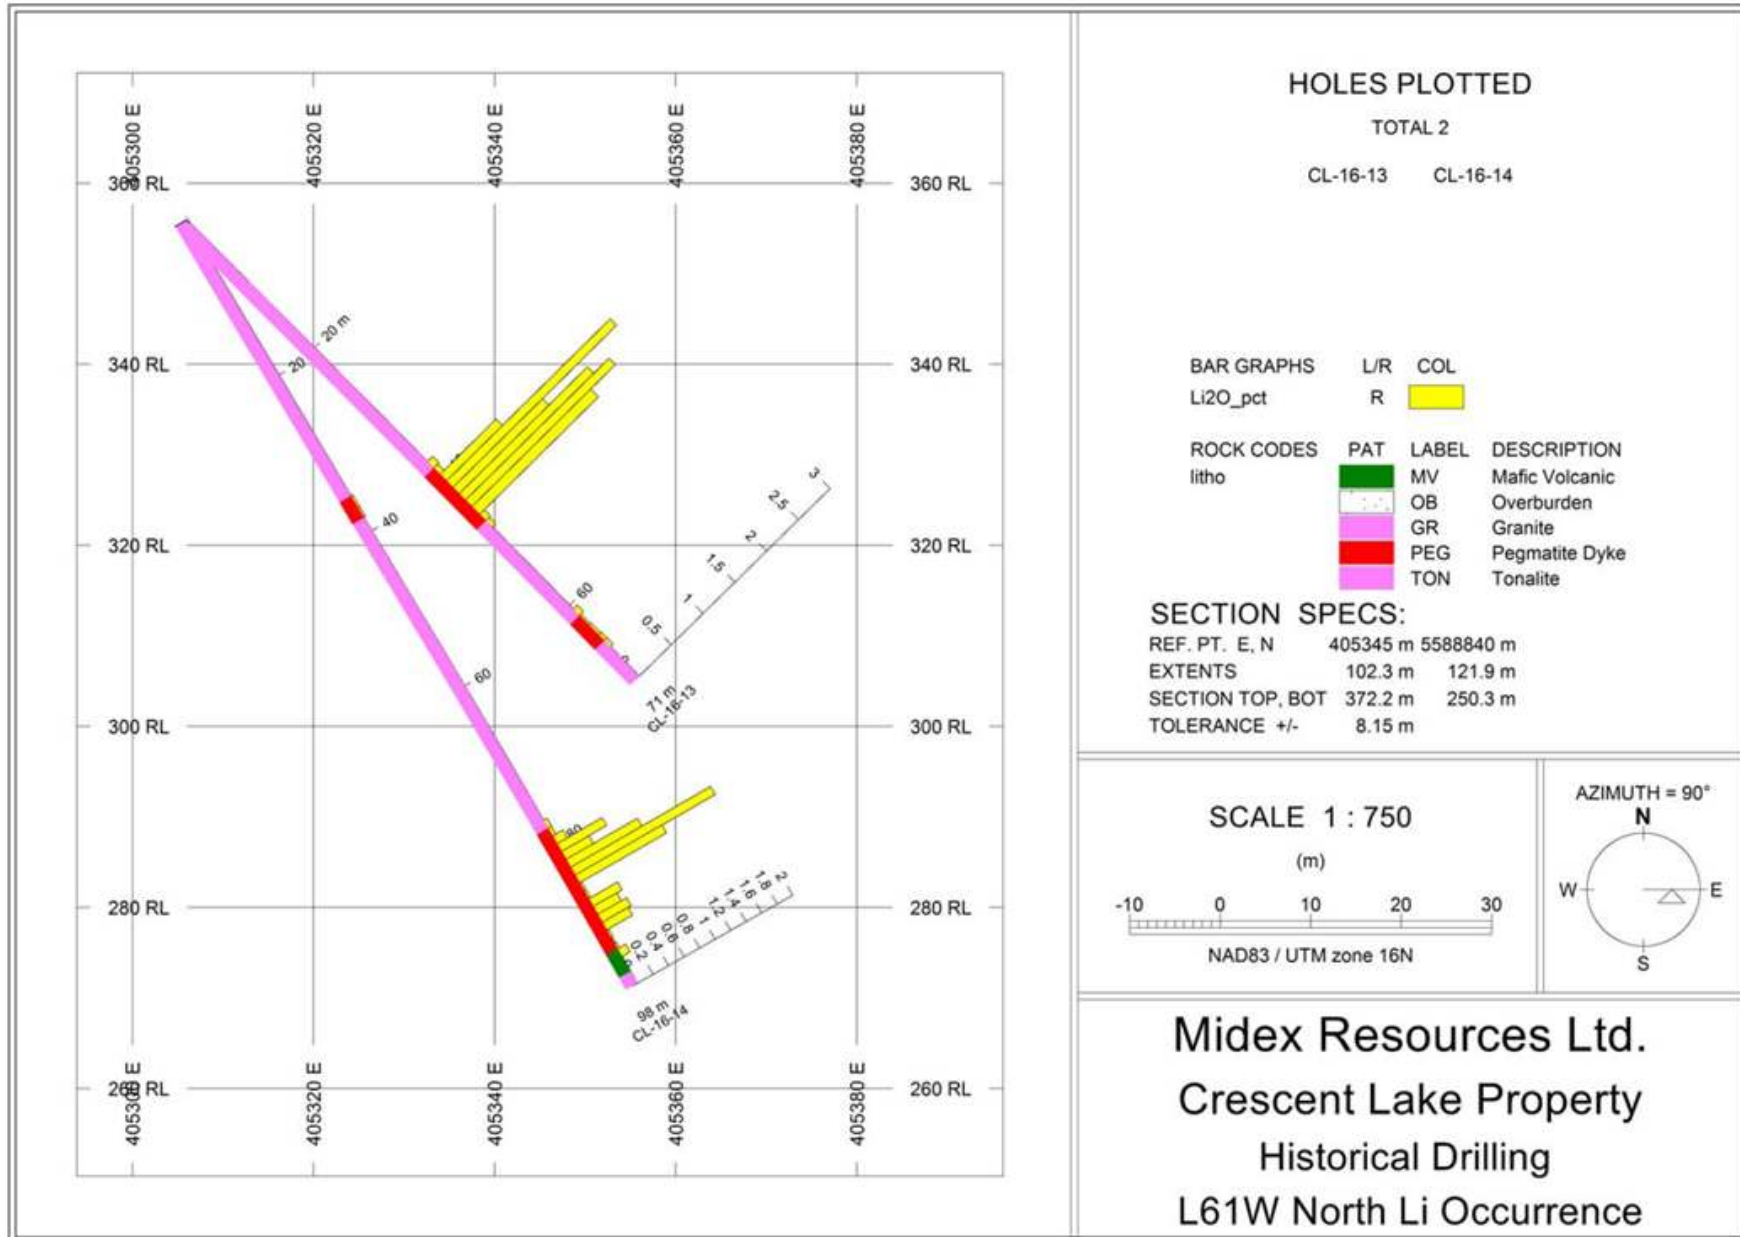 405300 E
405320 E
405340 E
405360 E
405380 E
360 RL
360 RL
20 m
20
340 RL
340 RL
40
320 RL
320 RL
60
3
2.5
2
1.5
1
0.5
0
71 m
CL-16-13
60
300 RL
300 RL
80
280 RL
280 RL
2
1.8
1.6
1.4
1.2
1
0.8
0.6
0.4
0.2
98 m
CL-16-14
260 RL
260 RL
405300 E
405320 E
405340 E
405360 E
405380 E
HOLES PLOTTED
TOTAL 2
CL-16-13 CL-16-14
BAR GRAPHS L/R COL
Li2O_pct R
ROCK CODES PAT LABEL DESCRIPTION
litho MV Mafic Volcanic
OB Overburden
GR Granite
PEG Pegmatite Dyke
TON Tonalite
SECTION SPECS:
REF. PT. E, N 405345 m 5588840 m
EXTENTS 102.3 m 121.9 m
SECTION TOP, BOT 372.2 m 250.3 m
TOLERANCE +/- 8.15 m
SCALE 1 : 750
(m)
-10 0 10 20 30
NAD83 / UTM zone 16N
AZIMUTH = 90°
N
W E
S
Midex Resources Ltd.
Crescent Lake Property
Historical Drilling
L61W North Li Occurrence